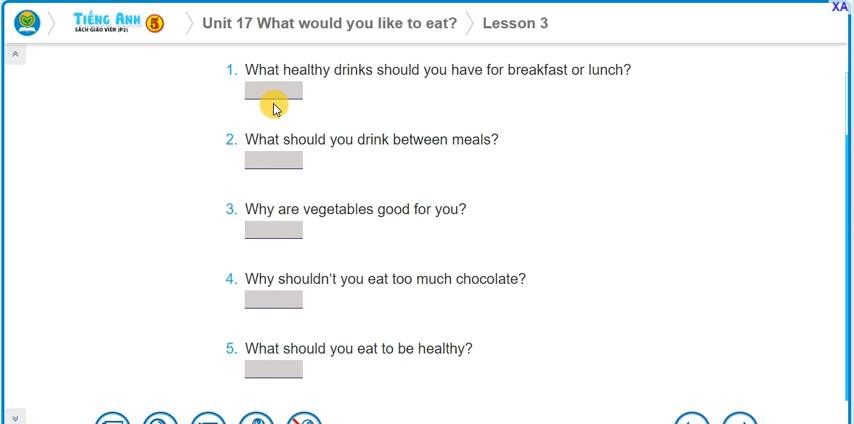 XA
TIẾNG ANH 5
SÁCH GIÁO VIÊN (P2)
Unit 17 What would you like to eat? Lesson 3
1. What healthy drinks should you have for breakfast or lunch?
2. What should you drink between meals?
3. Why are vegetables good for you?
4. Why shouldn't you eat too much chocolate?
5. What should you eat to be healthy?